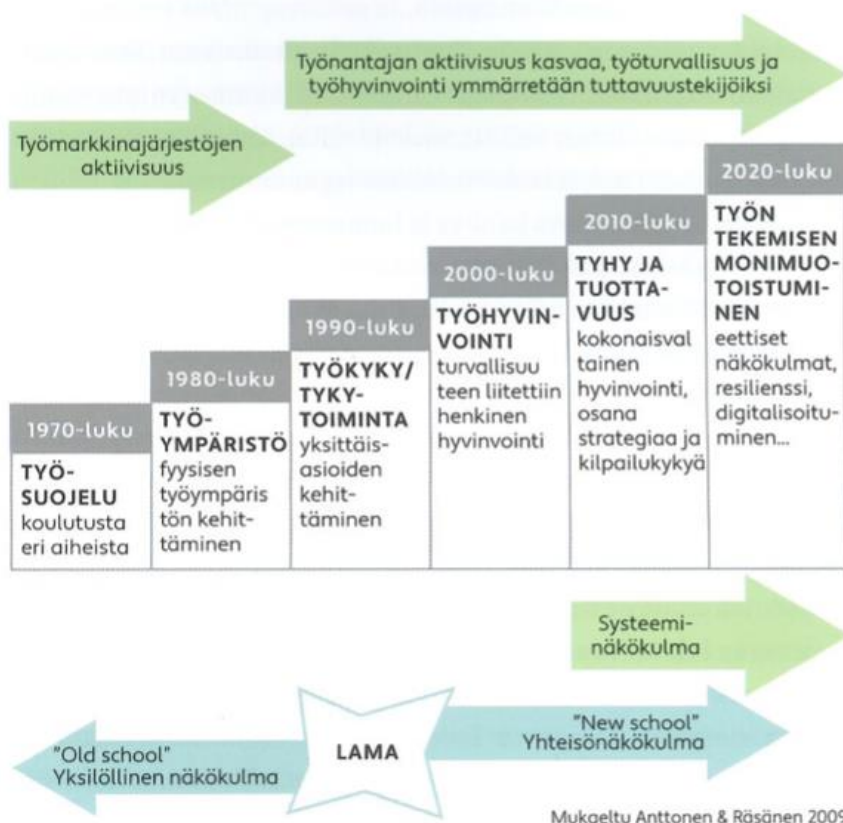 Työnantajan aktiivisuus kasvaa, työturvallisuus ja
työhyvinvointi ymmärretään tuttavuustekijöiksi
Työmarkkinajärjestöjen
aktiivisuus
1970-luku
TYÖ-
SUOJELU
koulutusta
eri aiheista
1980-luku
TYÖ-
YMPÄRISTÖ
fyysisen
työympäris
tön kehit-
täminen
1990-luku
TYÖKYKY/
TYKY-
TOIMINTA
yksittäis-
asioiden
kehit-
täminen
2000-luku
TYÖHYVIN-
VOINTI
turvallisuu
teen liitettiin
henkinen
hyvinvointi
2010-luku
TYHY JA
TUOTTA-
VUUS
kokonaisval
tainen
hyvinvointi,
osana
strategiaa ja
kilpailukykyä
2020-luku
TYÖN
TEKEMISEN
MONIMUO-
TOISTUMI-
NEN
eettiset
näkökulmat,
resilienssi,
digitalisoitu-
minen...
Systeemi-
näkökulma
"Old school"
Yksilöllinen näkökulma
LAMA
"New school"
Yhteisönäkökulma
Mukaeltu Anttonen & Räsänen 2009